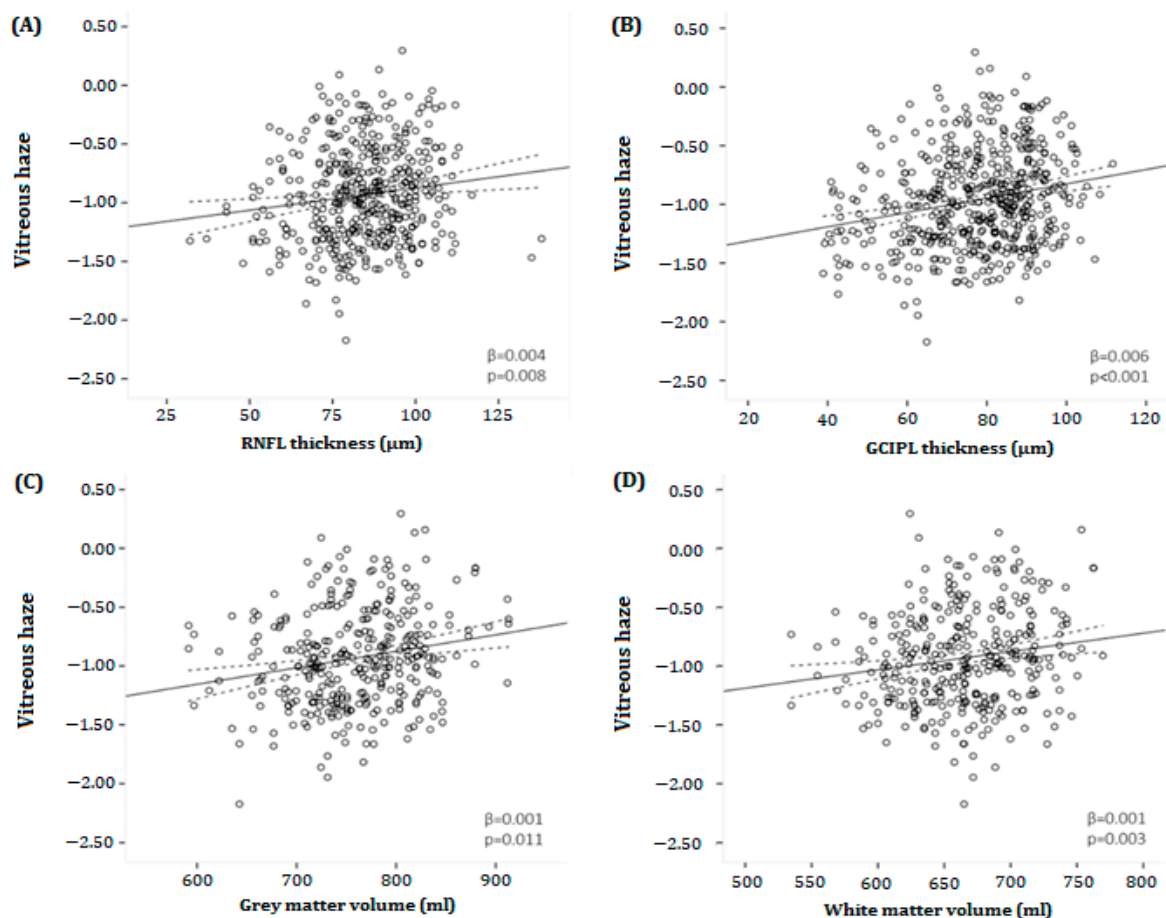 (A)
Vitreous haze
0.50
0.00
−0.50
−1.00
−1.50
−2.00
−2.50
β=0.004
p=0.008
25 50 75 100 125
RNFL thickness (μm)
(B)
Vitreous haze
0.50
0.00
−0.50
−1.00
−1.50
−2.00
−2.50
β=0.006
p<0.001
20 40 60 80 100 120
GCIPL thickness (μm)
(C)
Vitreous haze
0.50
0.00
−0.50
−1.00
−1.50
−2.00
−2.50
β=0.001
p=0.011
600 700 800 900
Grey matter volume (ml)
(D)
Vitreous haze
0.50
0.00
−0.50
−1.00
−1.50
−2.00
−2.50
β=0.001
p=0.003
500 550 600 650 700 750 800
White matter volume (ml)